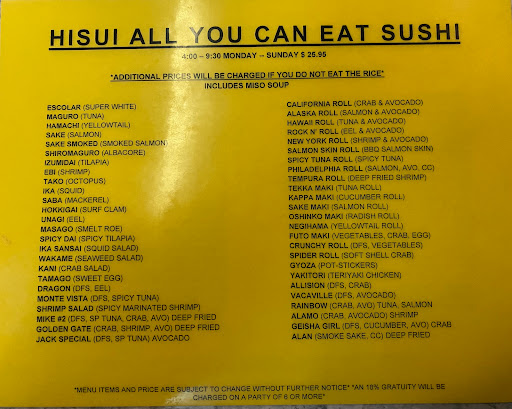 HISUI ALL YOU CAN EAT SUSHI
4:00 – 9:30 MONDAY – SUNDAY $ 25.95
*ADDITIONAL PRICES WILL BE CHARGED IF YOU DO NOT EAT THE RICE*
INCLUDES MISO SOUP
ESCOLAR (SUPER WHITE)
MAGURO (TUNA)
HAMACHI (YELLOWTAIL)
SAKE (SALMON)
SAKE SMOKED (SMOKED SALMON)
SHIROMAGURO (ALBACORE)
IZUMIDAI (TILAPIA)
EBI (SHRIMP)
TAKO (OCTOPUS)
IKA (SQUID)
SABA (MACKEREL)
HOKKIGAI (SURF CLAM)
UNAGI (EEL)
MASAGO (SMELT ROE)
SPICY DAI (SPICY TILAPIA)
IKA SANSAI (SQUID SALAD)
WAKAME (SEAWEED SALAD)
KANI (CRAB SALAD)
TAMAGO (SWEET EGG)
DRAGON (DFS, EEL)
MONTE VISTA (DFS, SPICY TUNA)
SHRIMP SALAD (SPICY MARINATED SHRIMP)
MIKE #2 (DFS, SP TUNA, CRAB, AVO) DEEP FRIED
GOLDEN GATE (CRAB, SHRIMP, AVO) DEEP FRIED
JACK SPECIAL (DFS, SP TUNA) AVOCADO
CALIFORNIA ROLL (CRAB & AVOCADO)
ALASKA ROLL (SALMON & AVOCADO)
HAWAII ROLL (TUNA & AVOCADO)
ROCK N' ROLL (EEL & AVOCADO)
NEW YORK ROLL (SHRIMP & AVOCADO)
SALMON SKIN ROLL (BBQ SALMON SKIN)
SPICY TUNA ROLL (SPICY TUNA)
PHILADELPHIA ROLL (SALMON, AVO, CC)
TEMPURA ROLL (DEEP FRIED SHRIMP)
TEKKA MAKI (TUNA ROLL)
KAPPA MAKI (CUCUMBER ROLL)
SAKE MAKI (SALMON ROLL)
OSHINKO MAKI (RADISH ROLL)
NEGIHAMA (YELLOWTAIL ROLL)
FUTO MAKI (VEGETABLES, CRAB, EGG)
CRUNCHY ROLL (DFS, VEGETABLES)
SPIDER ROLL (SOFT SHELL CRAB)
GYOZA (POT-STICKERS)
YAKITORI (TERIYAKI CHICKEN)
ALLISION (DFS, CRAB)
VACAVILLE (DFS, AVOCADO)
RAINBOW (CRAB, AVO) TUNA, SALMON
ALAMO (CRAB, AVOCADO) SHRIMP
GEISHA GIRL (DFS, CUCUMBER, AVO) CRAB
ALAN (SMOKE SAKE, CC) DEEP FRIED
*MENU ITEMS AND PRICE ARE SUBJECT TO CHANGE WITHOUT FURTHER NOTICE* *AN 18% GRATUITY WILL BE
CHARGED ON A PARTY OF 6 OR MORE*